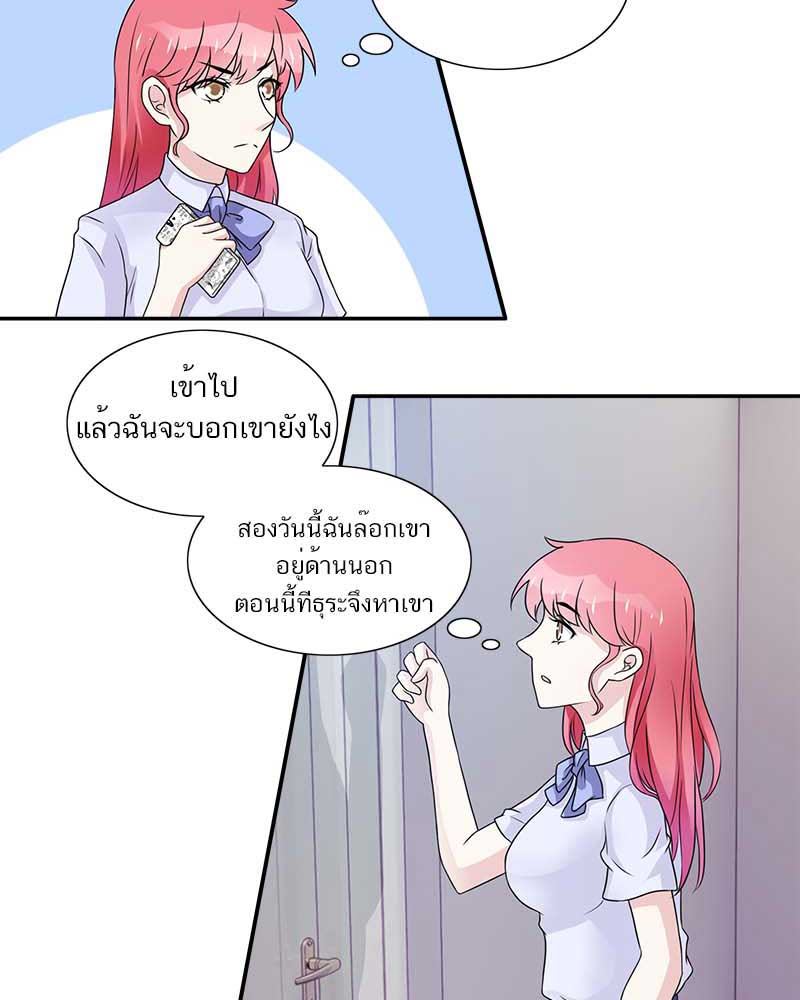 เข้าไป
แล้วฉันจะบอกเขายังไง
สองวันนี้ฉันล๊อกเขา
อยู่ด้านนอก
ตอนนี้ทีธุระจึงหาเขา